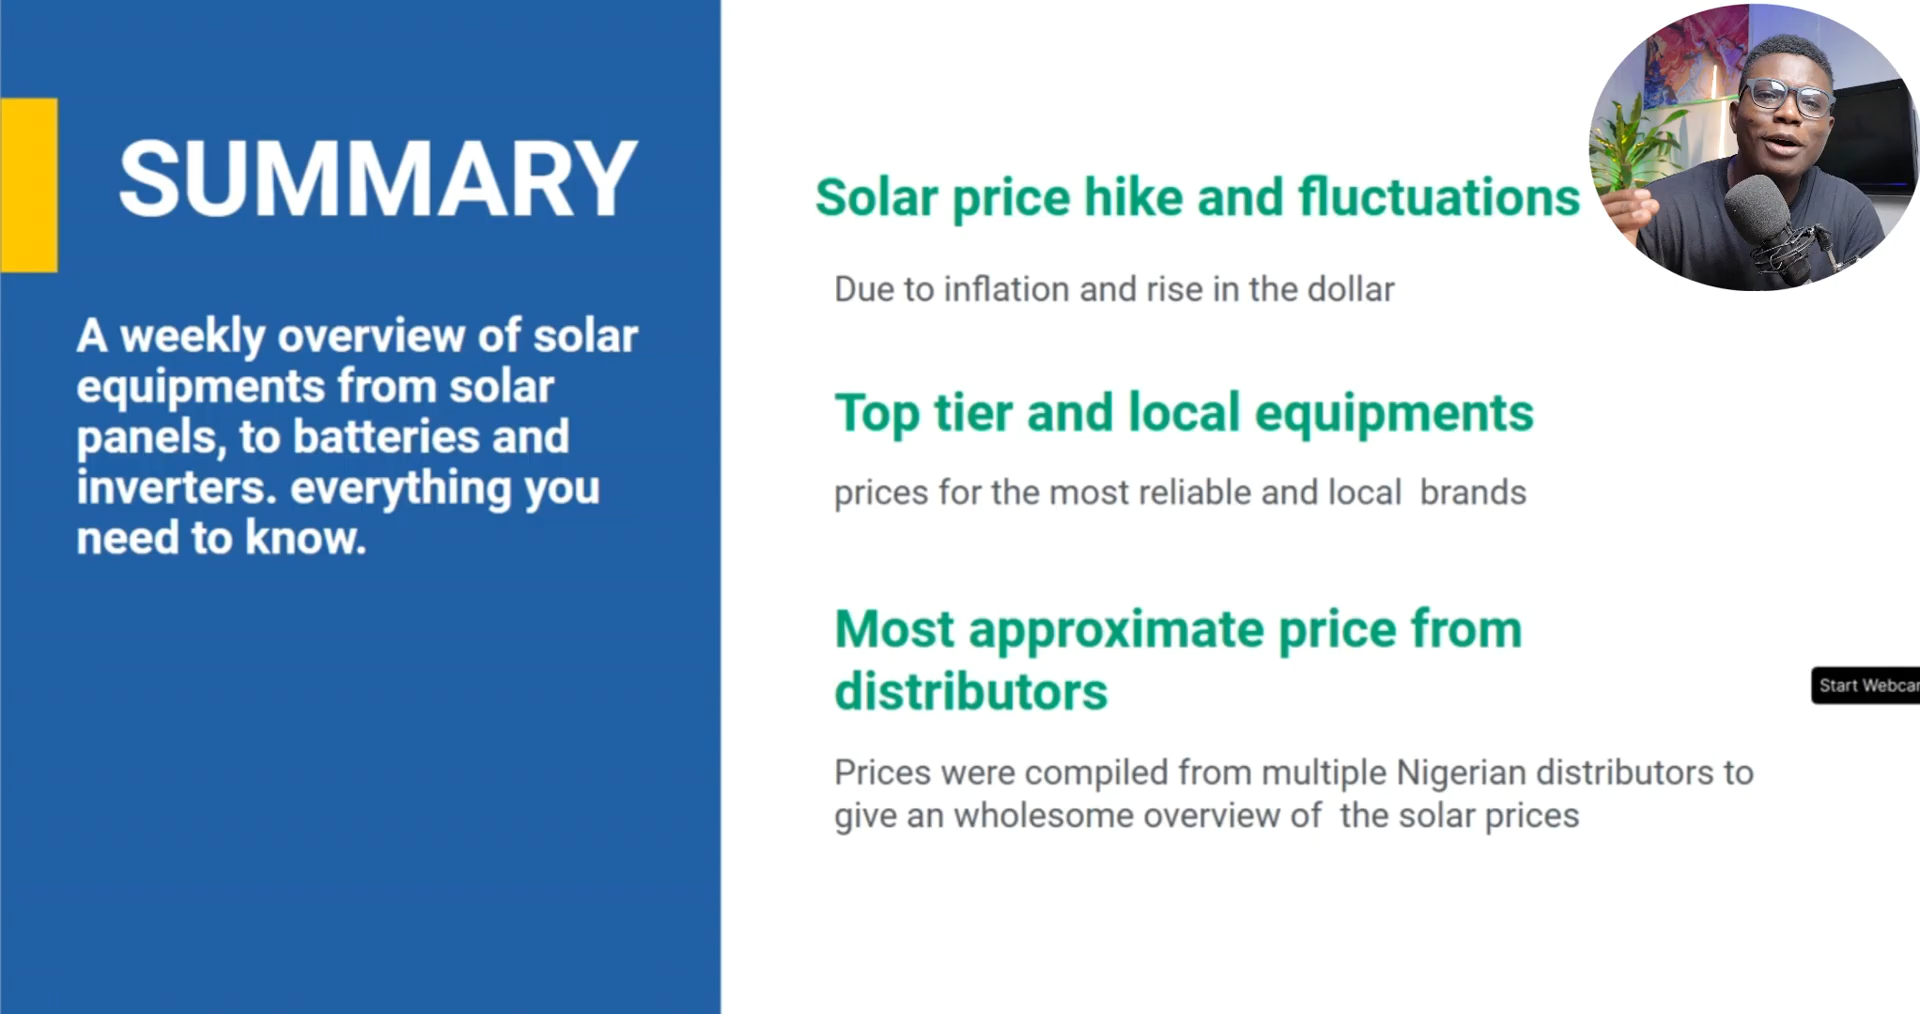 SUMMARY
A weekly overview of solar
equipments from solar
panels, to batteries and
inverters. everything you
need to know.
Solar price hike and fluctuations
Due to inflation and rise in the dollar
Top tier and local equipments
prices for the most reliable and local  brands
Most approximate price from
distributors
Prices were compiled from multiple Nigerian distributors to
give an wholesome overview of  the solar prices
Start Webcam